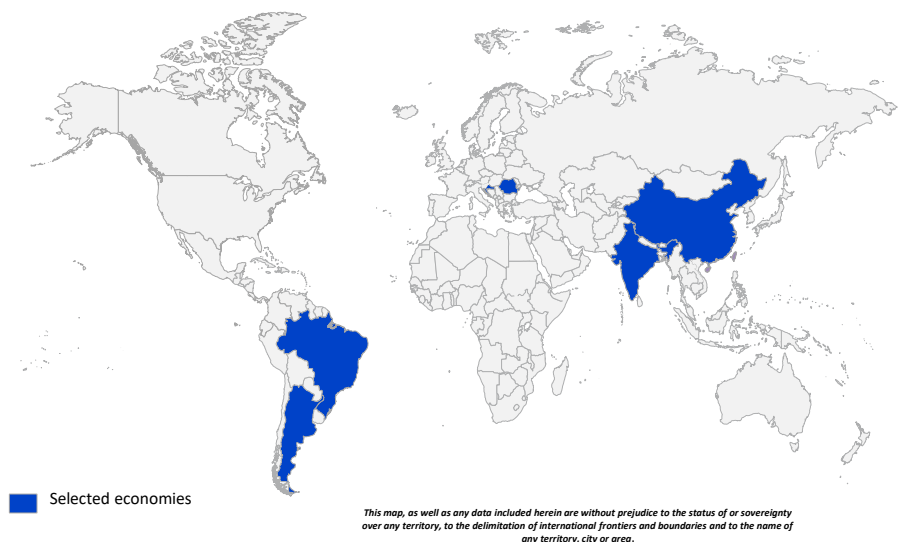 Selected economies
This map, as well as any data included herein are without prejudice to the status of or sovereignty
over any territory, to the delimitation of international frontiers and boundaries and to the name of
any territory, city or area.